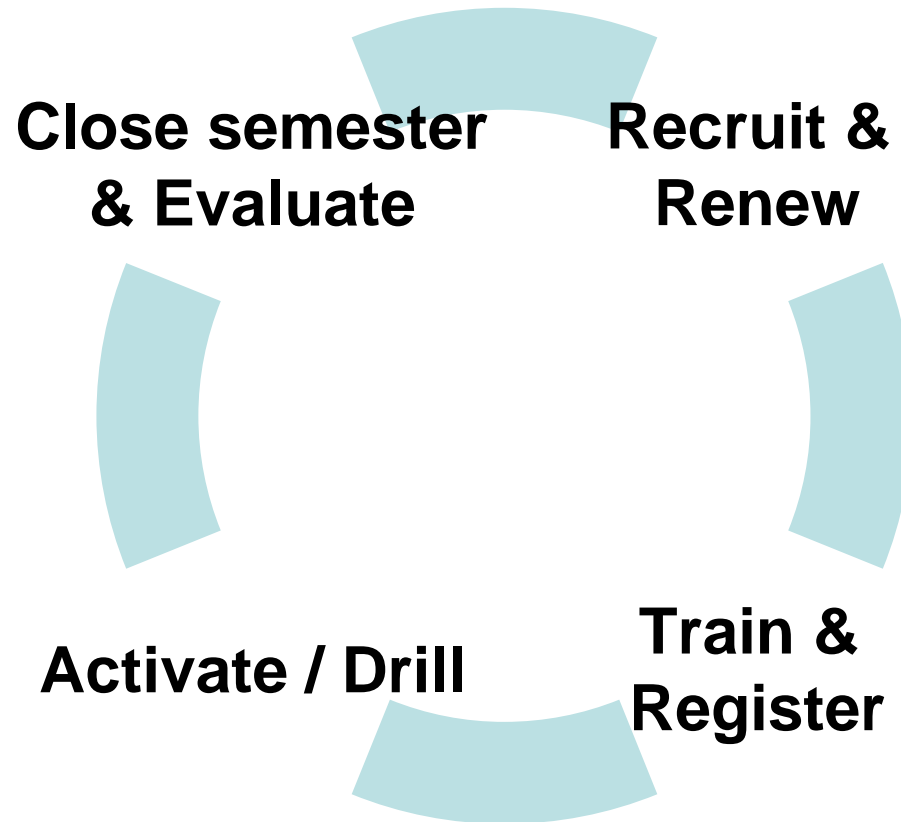 Close semester
& Evaluate
Recruit &
Renew
Activate / Drill
Train &
Register